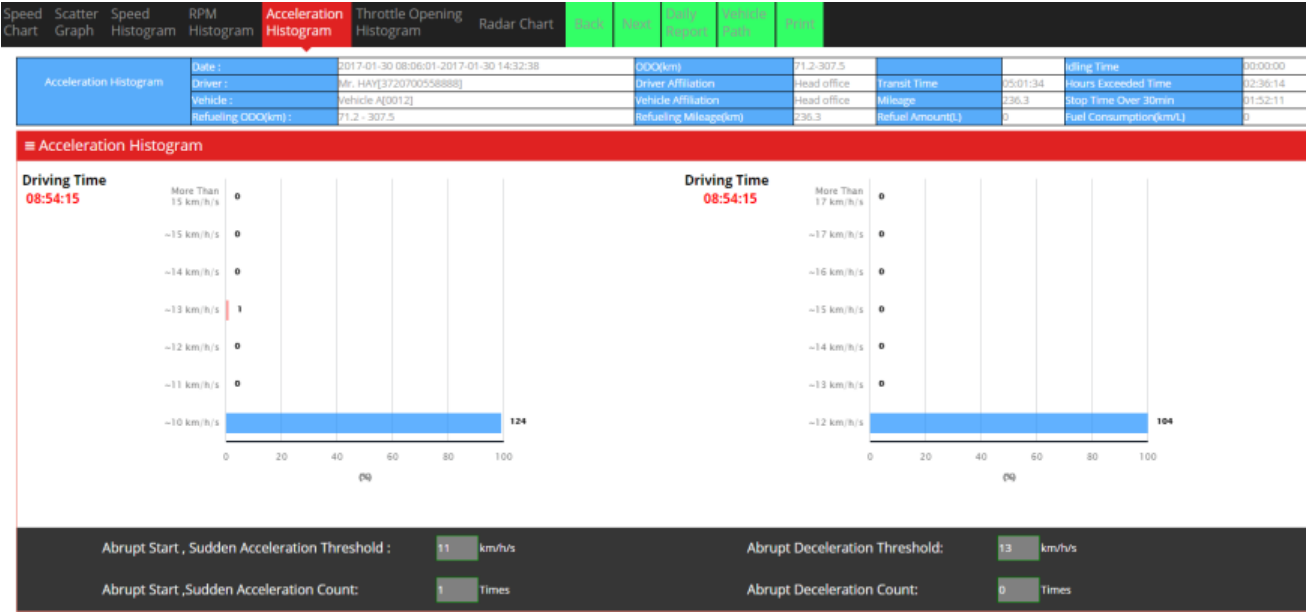 Speed Chart Scatter Graph Speed Histogram RPM Histogram Acceleration Histogram Throttle Opening Histogram Radar Chart Back Next Daily Report Vehicle Path Print
Acceleration Histogram
Date : 2017-01-30 08:06:01-2017-01-30 14:32:38 ODO(km) 71.2-307.5 Idling Time 00:00:00
Driver : Mr. HAY[3720700558888] Driver Affiliation Head office Transit Time 05:01:34 Hours Exceeded Time 02:36:14
Vehicle : Vehicle A[0012] Vehicle Affiliation Head office Mileage 236.3 Stop Time Over 30min 01:52:11
Refueling ODO(km) : 71.2 - 307.5 Refueling Mileage(km) 236.3 Refuel Amount(L) 0 Fuel Consumption(km/L) 0
≡ Acceleration Histogram
Driving Time
08:54:15
More Than
15 km/h/s 0
~15 km/h/s 0
~14 km/h/s 0
~13 km/h/s 1
~12 km/h/s 0
~11 km/h/s 0
~10 km/h/s 124
0 20 40 60 80 100
(%)
Driving Time
08:54:15
More Than
17 km/h/s 0
~17 km/h/s 0
~16 km/h/s 0
~15 km/h/s 0
~14 km/h/s 0
~13 km/h/s 0
~12 km/h/s 104
0 20 40 60 80 100
(%)
Abrupt Start , Sudden Acceleration Threshold : 11 km/h/s Abrupt Deceleration Threshold: 13 km/h/s
Abrupt Start ,Sudden Acceleration Count: 1 Times Abrupt Deceleration Count: 0 Times